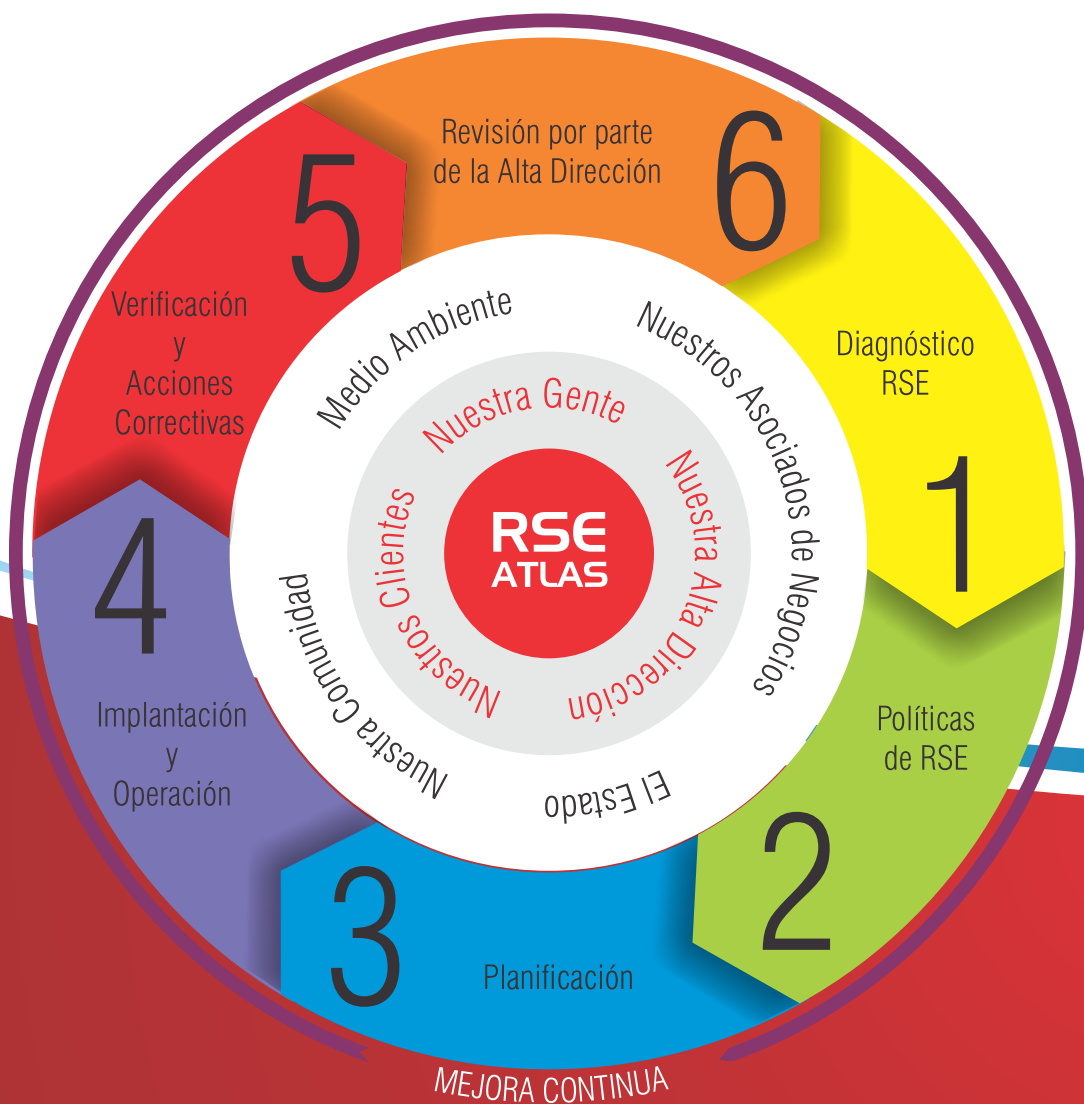 Revisión por parte
de la Alta Dirección
6
Diagnóstico
RSE
1
Políticas
de RSE
2
Planificación
3
Implantación
y
Operación
4
Verificación
y
Acciones
Correctivas
5
Medio Ambiente
Nuestros Asociados de Negocios
El Estado
Nuestra Comunidad
Nuestra Gente
Nuestra Alta Dirección
Nuestros Clientes
RSE
ATLAS
MEJORA CONTINUA